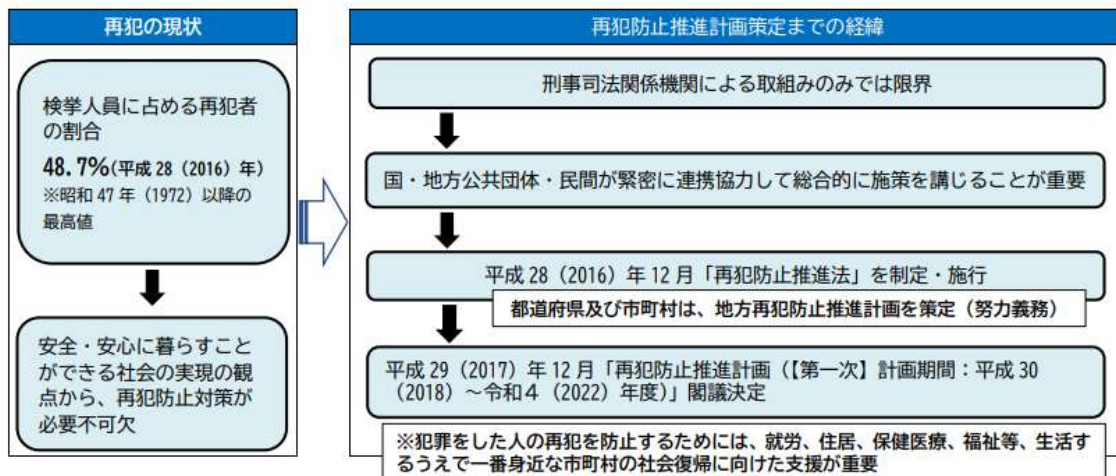 再犯の現状
検挙人員に占める再犯者
の割合
48.7%(平成28(2016)年)
※昭和47年(1972)以降の
最高値
安全・安心に暮らすこと
ができる社会の実現の観
点から、再犯防止対策が
必要不可欠
再犯防止推進計画策定までの経緯
刑事司法関係機関による取組みのみでは限界
国・地方公共団体・民間が緊密に連携協力して総合的に施策を講じることが重要
平成28(2016)年12月「再犯防止推進法」を制定・施行
都道府県及び市町村は、地方再犯防止推進計画を策定(努力義務)
平成29(2017)年12月「再犯防止推進計画(【第一次】計画期間:平成30
(2018)~令和4(2022)年度)」閣議決定
※犯罪をした人の再犯を防止するためには、就労、住居、保健医療、福祉等、生活す
るうえで一番身近な市町村の社会復帰に向けた支援が重要